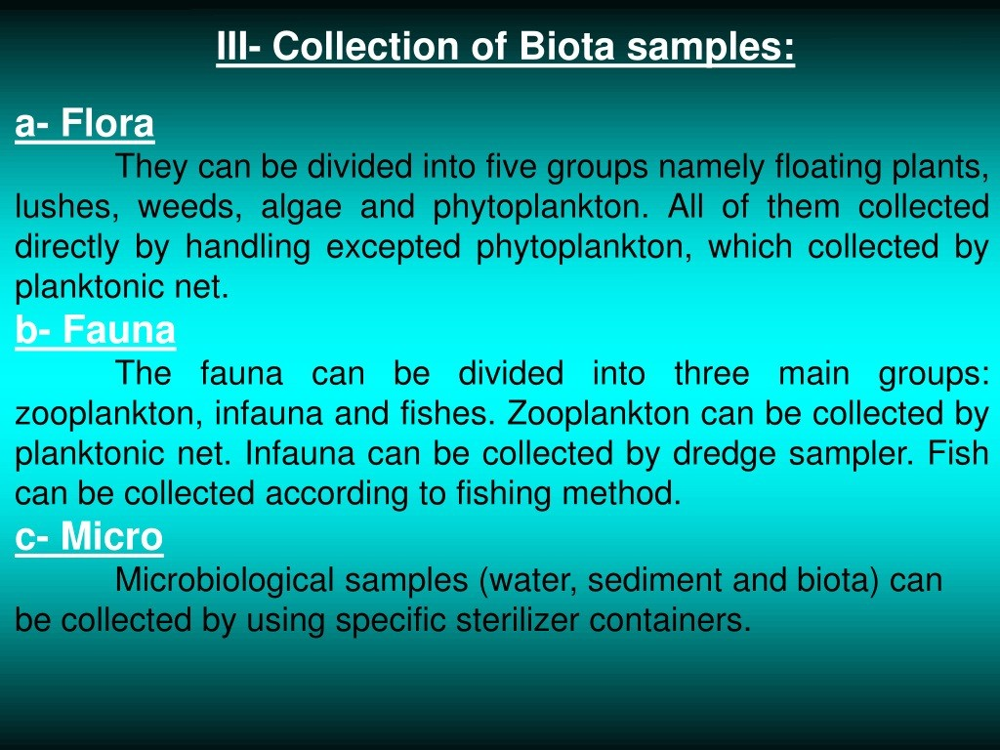 III- Collection of Biota samples:
a- Flora
They can be divided into five groups namely floating plants,
lushes, weeds, algae and phytoplankton. All of them collected
directly by handling excepted phytoplankton, which collected by
planktonic net.
b- Fauna
The fauna can be divided into three main groups:
zooplankton, infauna and fishes. Zooplankton can be collected by
planktonic net. Infauna can be collected by dredge sampler. Fish
can be collected according to fishing method.
c- Micro
Microbiological samples (water, sediment and biota) can
be collected by using specific sterilizer containers.